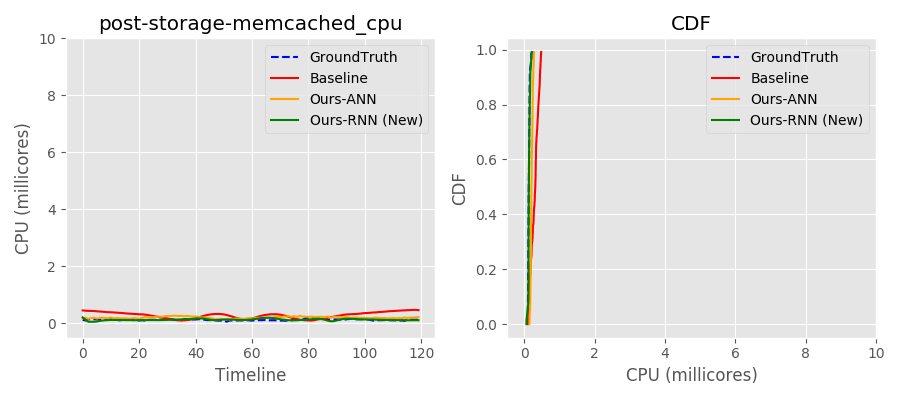 post-storage-memcached_cpu
CPU (millicores)
10
8
6
4
2
0
0 20 40 60 80 100 120
Timeline
GroundTruth
Baseline
Ours-ANN
Ours-RNN (New)
CDF
CDF
1.0
0.8
0.6
0.4
0.2
0.0
0 2 4 6 8 10
CPU (millicores)
GroundTruth
Baseline
Ours-ANN
Ours-RNN (New)